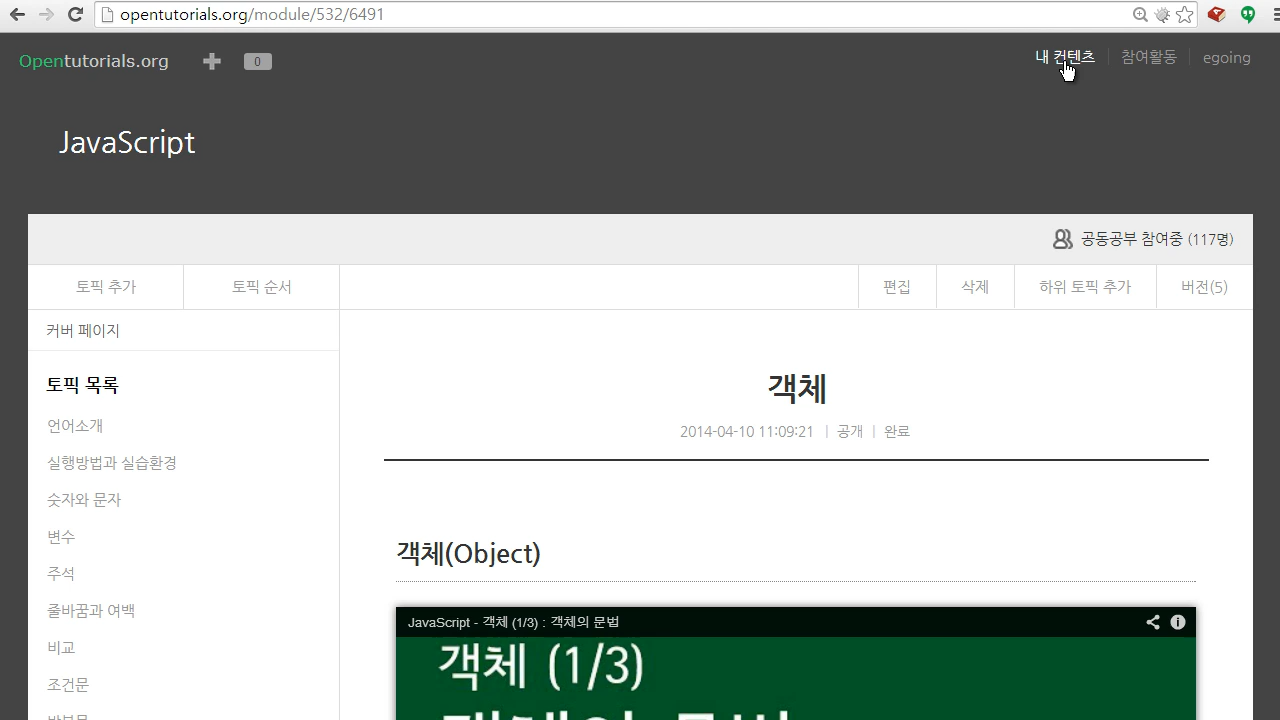 opentutorials.org/module/532/6491
Opentutorials.org
0
내 컨텐츠
참여활동
egoing
JavaScript
공동공부 참여중 (117명)
토픽 추가
토픽 순서
편집
삭제
하위 토픽 추가
버전(5)
커버 페이지
토픽 목록
언어소개
실행방법과 실습환경
숫자와 문자
변수
주석
줄바꿈과 여백
비교
조건문
객체
2014-04-10 11:09:21 | 공개 | 완료
객체(Object)
JavaScript - 객체 (1/3) : 객체의 문법
객체 (1/3)